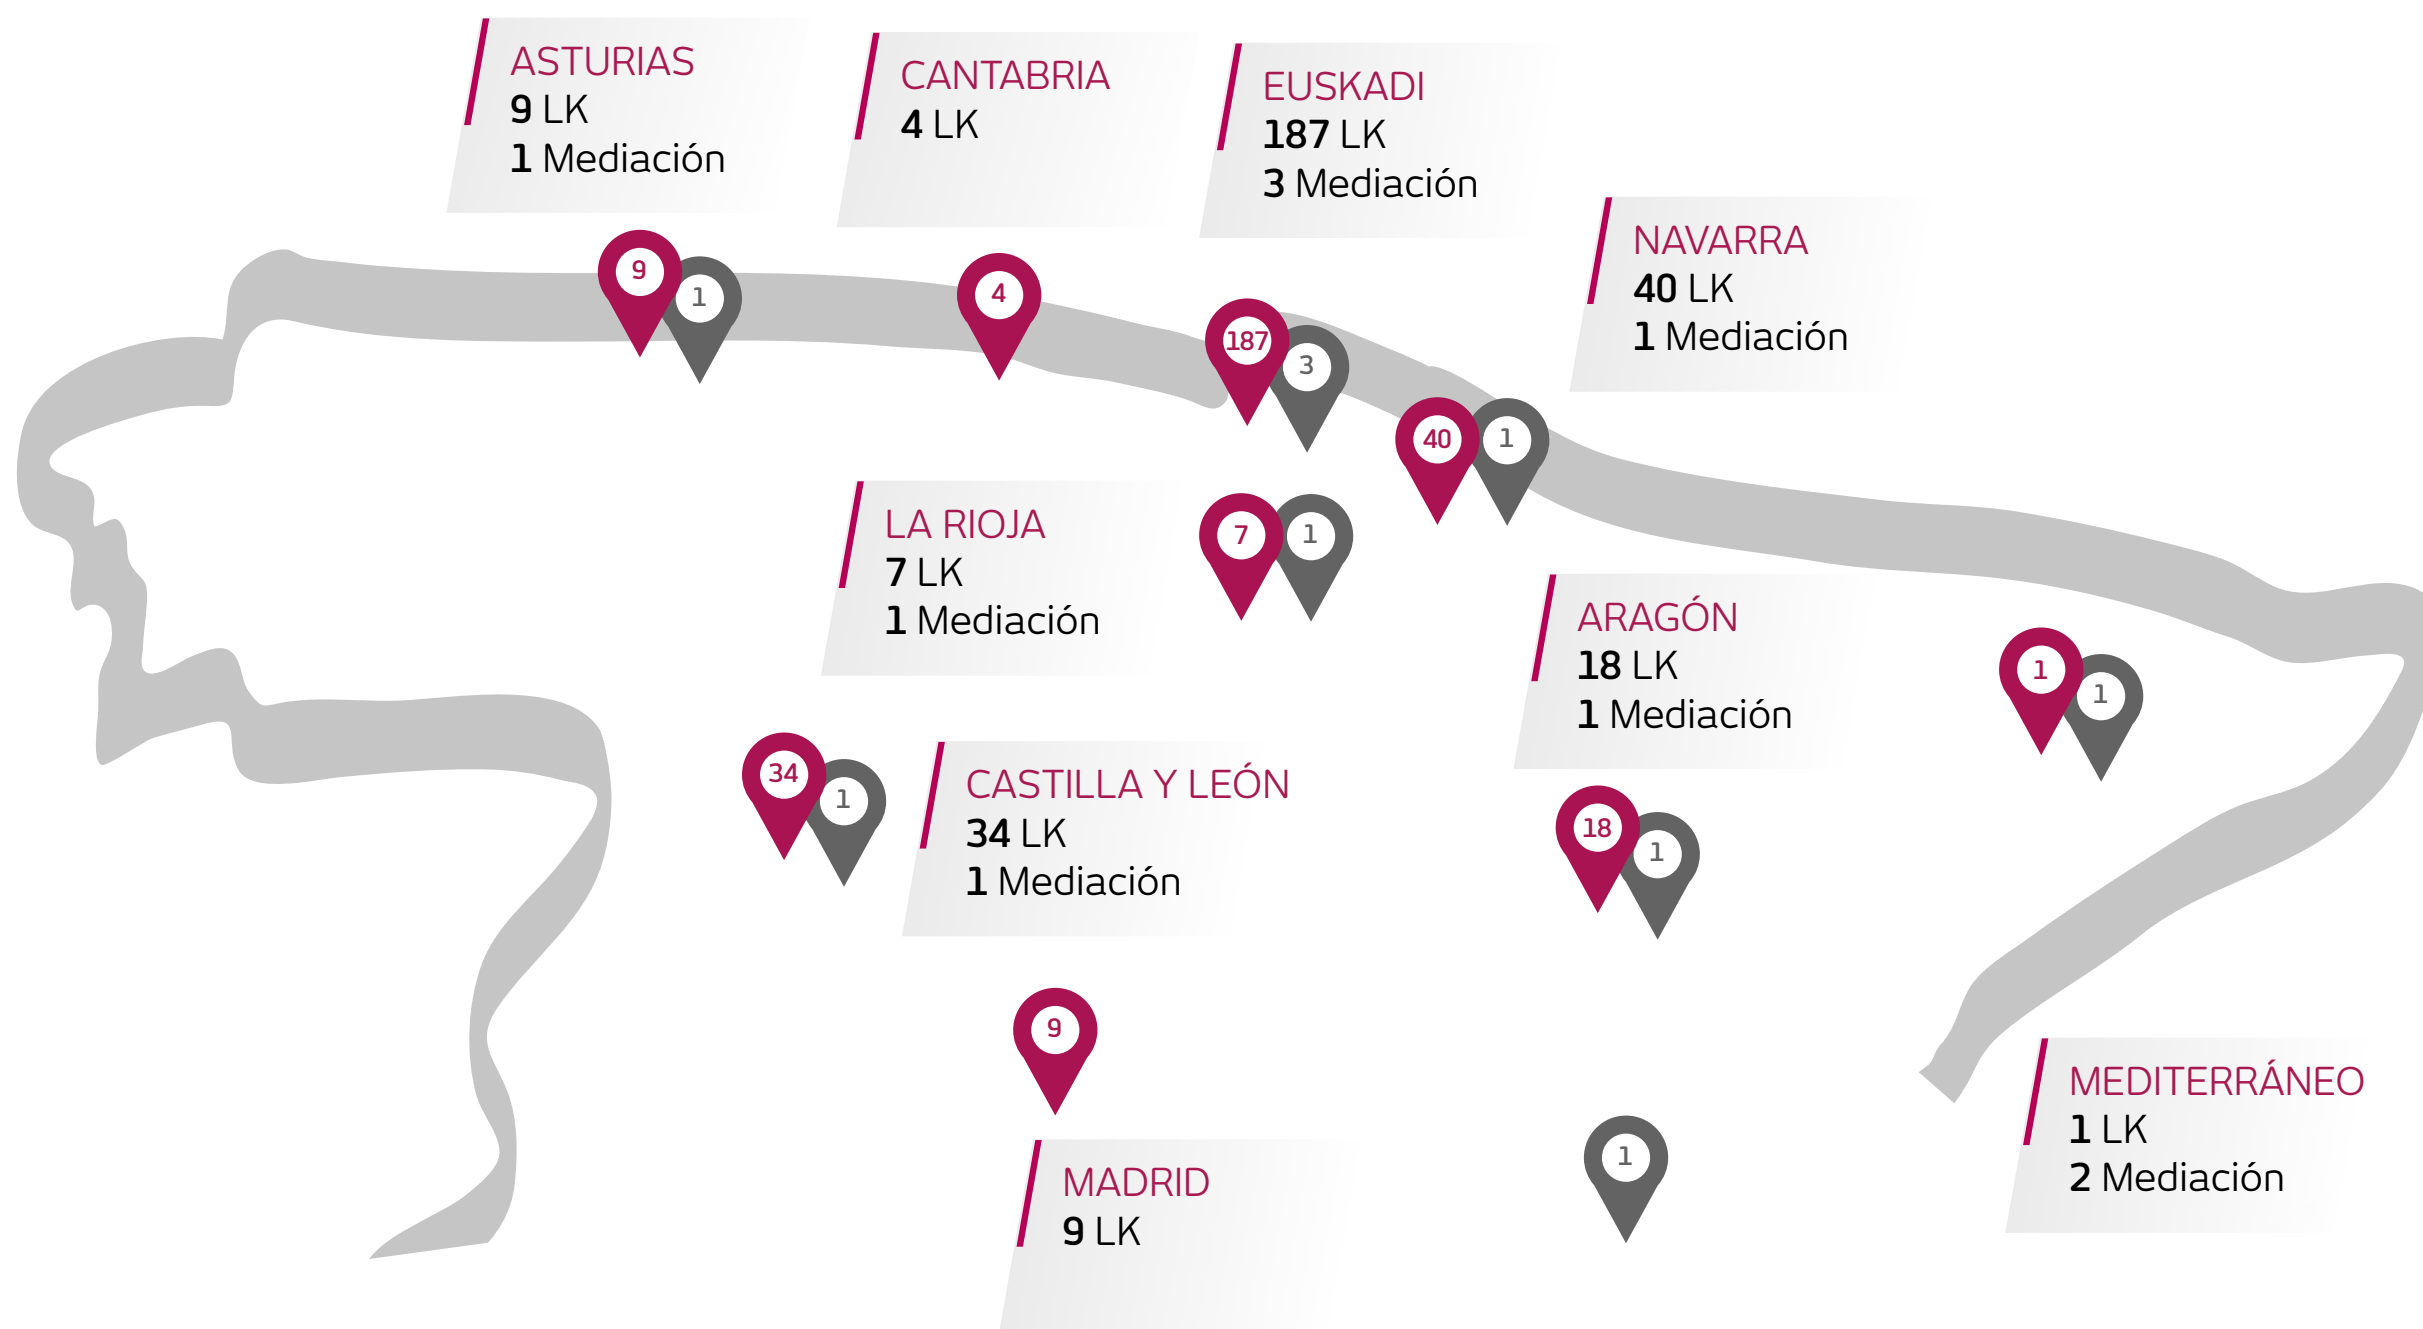 ASTURIAS
9 LK
1 Mediación
CANTABRIA
4 LK
EUSKADI
187 LK
3 Mediación
NAVARRA
40 LK
1 Mediación
9
1
4
187
3
40
1
LA RIOJA
7 LK
1 Mediación
7
1
ARAGÓN
18 LK
1 Mediación
1
1
34
1
CASTILLA Y LEÓN
34 LK
1 Mediación
18
1
9
MADRID
9 LK
1
MEDITERRÁNEO
1 LK
2 Mediación